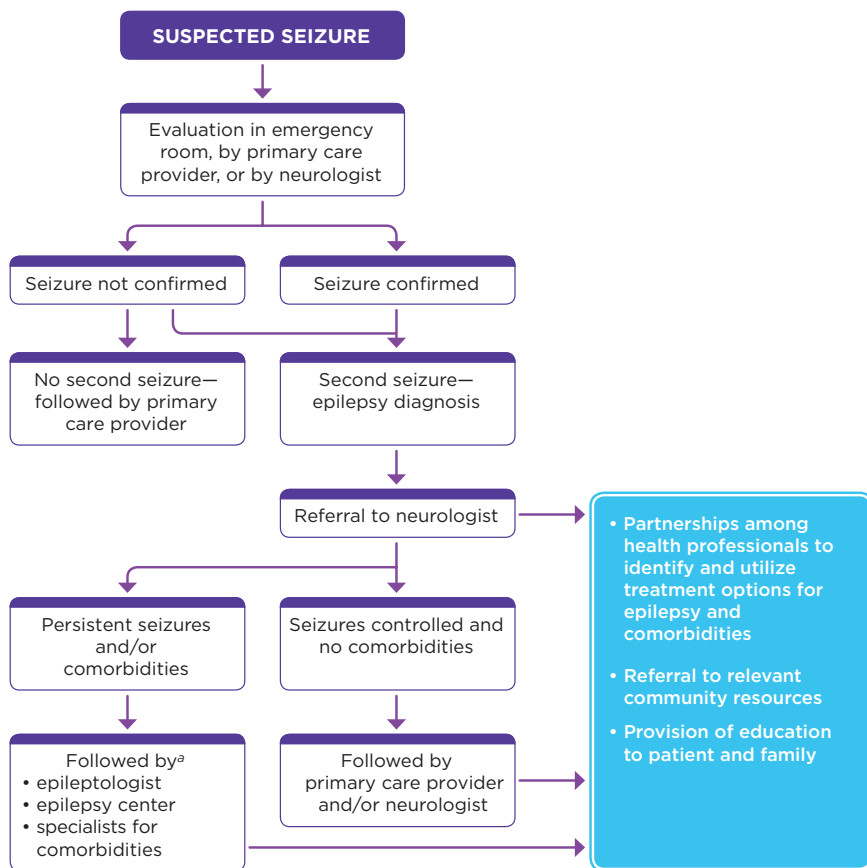 SUSPECTED SEIZURE
Evaluation in emergency
room, by primary care
provider, or by neurologist
Seizure not confirmed
Seizure confirmed
No second seizure—
followed by primary
care provider
Second seizure—
epilepsy diagnosis
Referral to neurologist
• Partnerships among
health professionals to
identify and utilize
treatment options for
epilepsy and
comorbidities
• Referral to relevant
community resources
• Provision of education
to patient and family
Persistent seizures
and/or
comorbidities
Seizures controlled and
no comorbidities
Followed by a
• epileptologist
• epilepsy center
• specialists for
comorbidities
Followed by
primary care provider
and/or neurologist